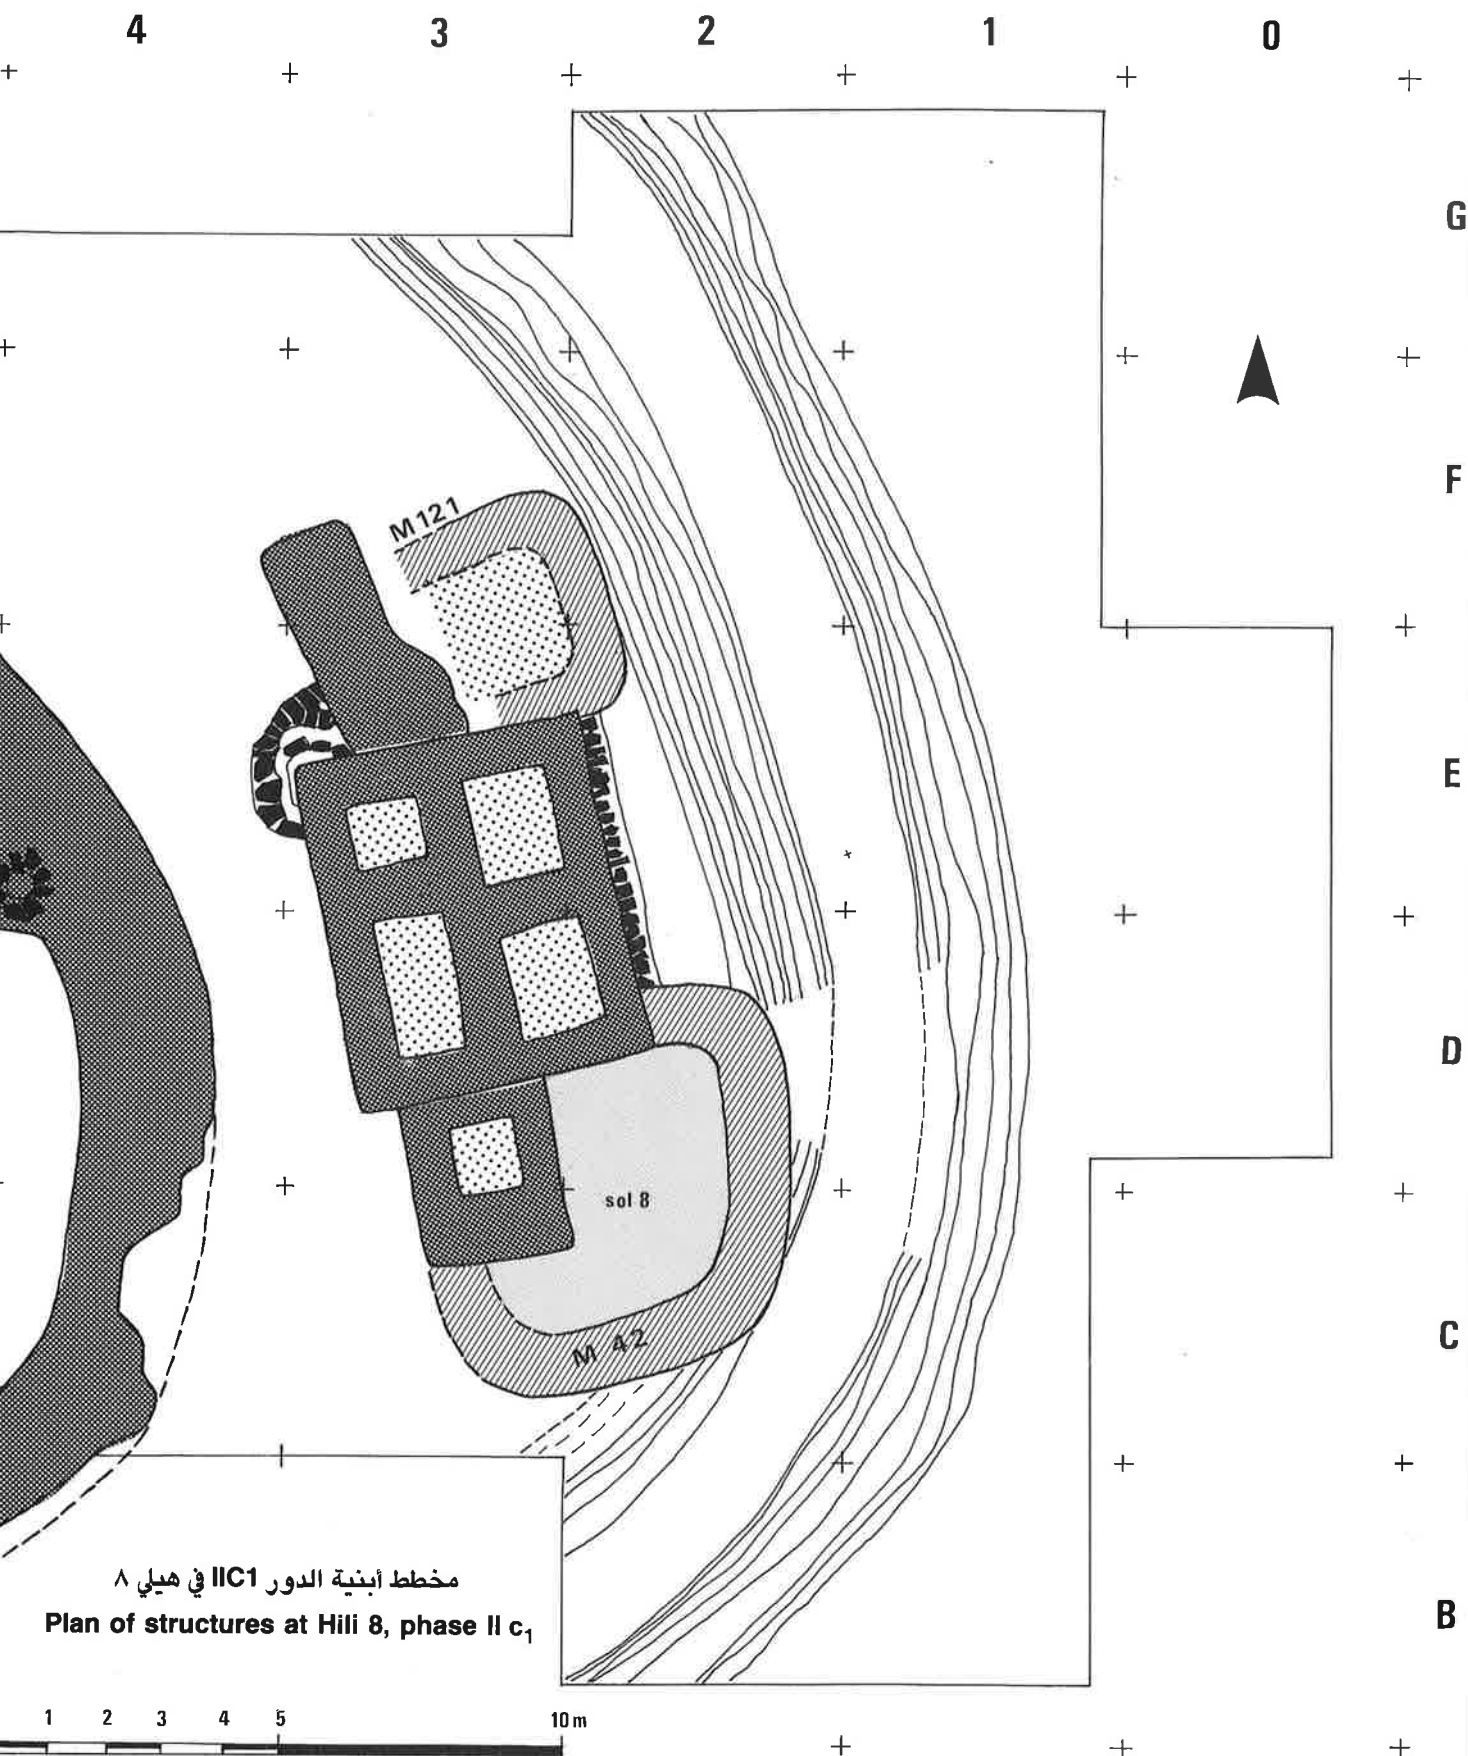 4 3 2 1 0
G
F
M 121
E
D
sol 8
C
M 42
مخطط أبنية الدور IIC1 في هيلي ٨
B
Plan of structures at Hili 8, phase II c₁
1 2 3 4 5 10 m